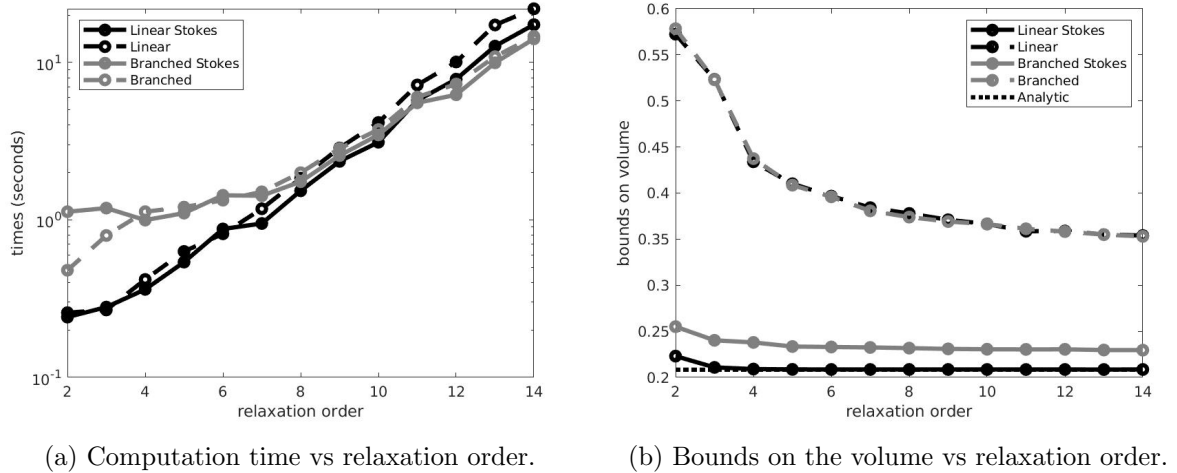 Linear Stokes
Linear
Branched Stokes
Branched
10^1
10^0
10^-1
times (seconds)
2 4 6 8 10 12 14
relaxation order
(a) Computation time vs relaxation order.
Linear Stokes
Linear
Branched Stokes
Branched
Analytic
0.6
0.55
0.5
0.45
0.4
0.35
0.3
0.25
0.2
bounds on volume
2 4 6 8 10 12 14
relaxation order
(b) Bounds on the volume vs relaxation order.